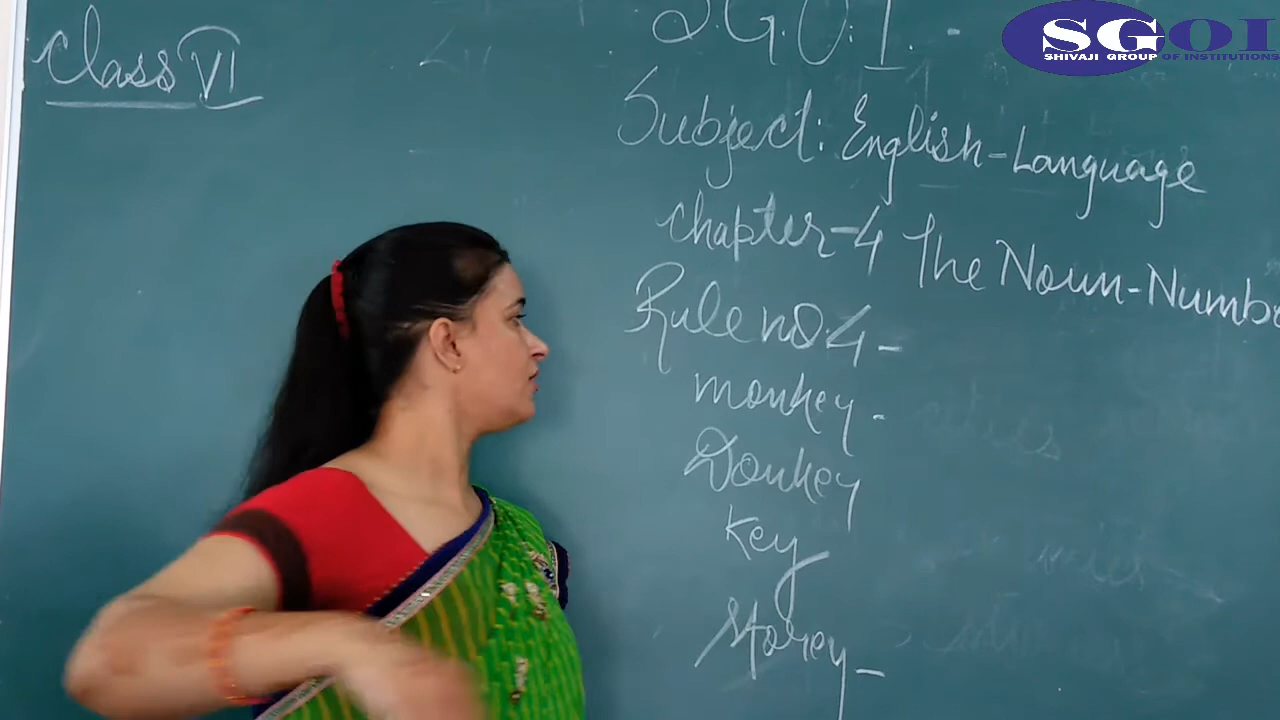 Class VI
S.G.O.I. -
SGOI
SHIVAJI GROUP OF INSTITUTIONS
Subject: English-Language
Chapter-4 The Noun-Numbe
Rule no.4-
Monkey -
Donkey
Key
Storey -